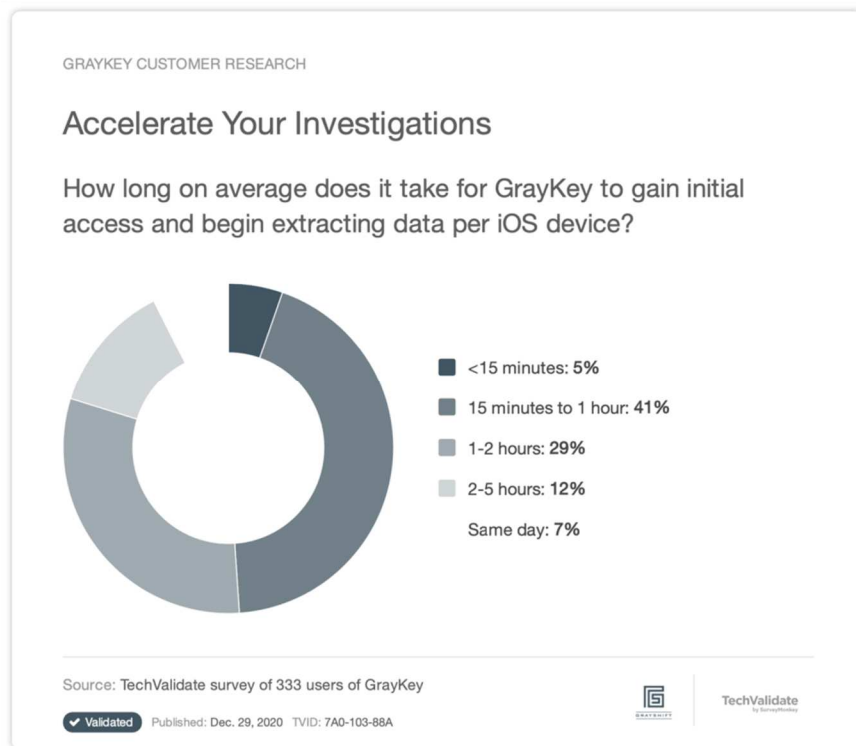 GRAYKEY CUSTOMER RESEARCH
Accelerate Your Investigations
How long on average does it take for GrayKey to gain initial
access and begin extracting data per iOS device?
<15 minutes: 5%
15 minutes to 1 hour: 41%
1-2 hours: 29%
2-5 hours: 12%
Same day: 7%
Source: TechValidate survey of 333 users of GrayKey
Validated Published: Dec. 29, 2020 TVID: 7A0-103-88A
GRAYSHIFT
TechValidate
by SurveyMonkey